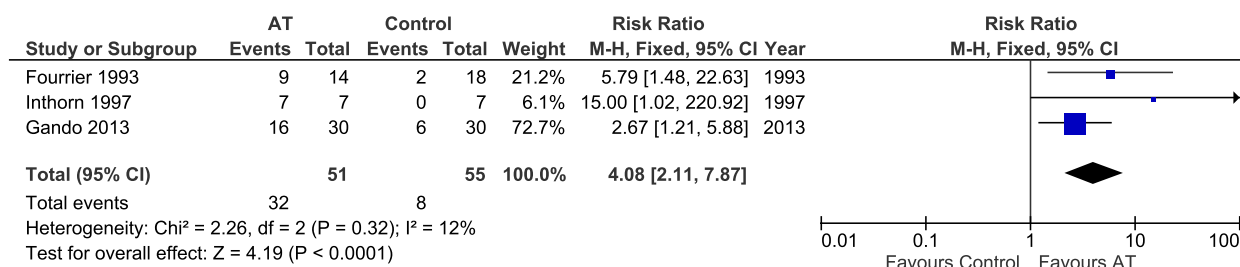 AT Control Risk Ratio Risk Ratio
Study or Subgroup Events Total Events Total Weight M-H, Fixed, 95% CI Year M-H, Fixed, 95% CI
Fourrier 1993 9 14 2 18 21.2% 5.79 [1.48, 22.63] 1993
Inthorn 1997 7 7 0 7 6.1% 15.00 [1.02, 220.92] 1997
Gando 2013 16 30 6 30 72.7% 2.67 [1.21, 5.88] 2013
Total (95% CI) 51 55 100.0% 4.08 [2.11, 7.87]
Total events 32 8
Heterogeneity: Chi² = 2.26, df = 2 (P = 0.32); I² = 12%
Test for overall effect: Z = 4.19 (P < 0.0001)
0.01 0.1 1 10 100
Favours Control Favours AT